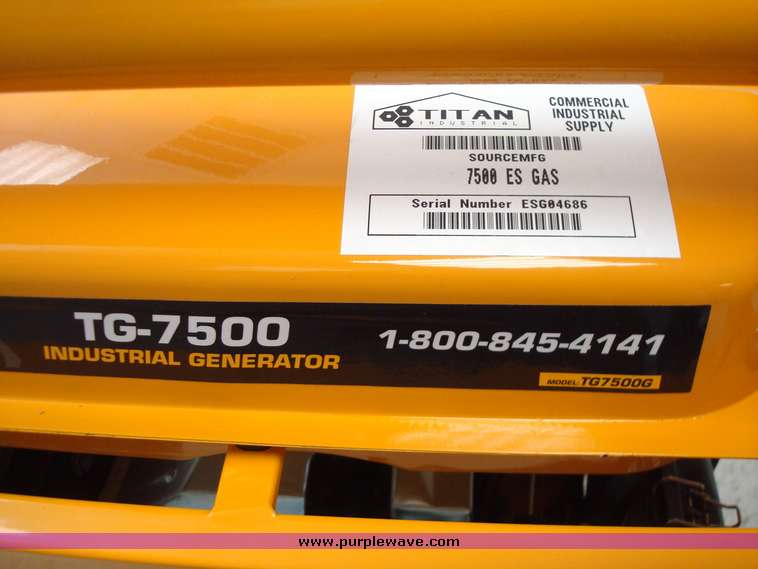 TITAN
INDUSTRIAL
COMMERCIAL
INDUSTRIAL
SUPPLY
SOURCEMFG
7500 ES GAS
Serial Number ESG04686
TG-7500
INDUSTRIAL GENERATOR
1-800-845-4141
MODEL: TG7500G
www.purplewave.com